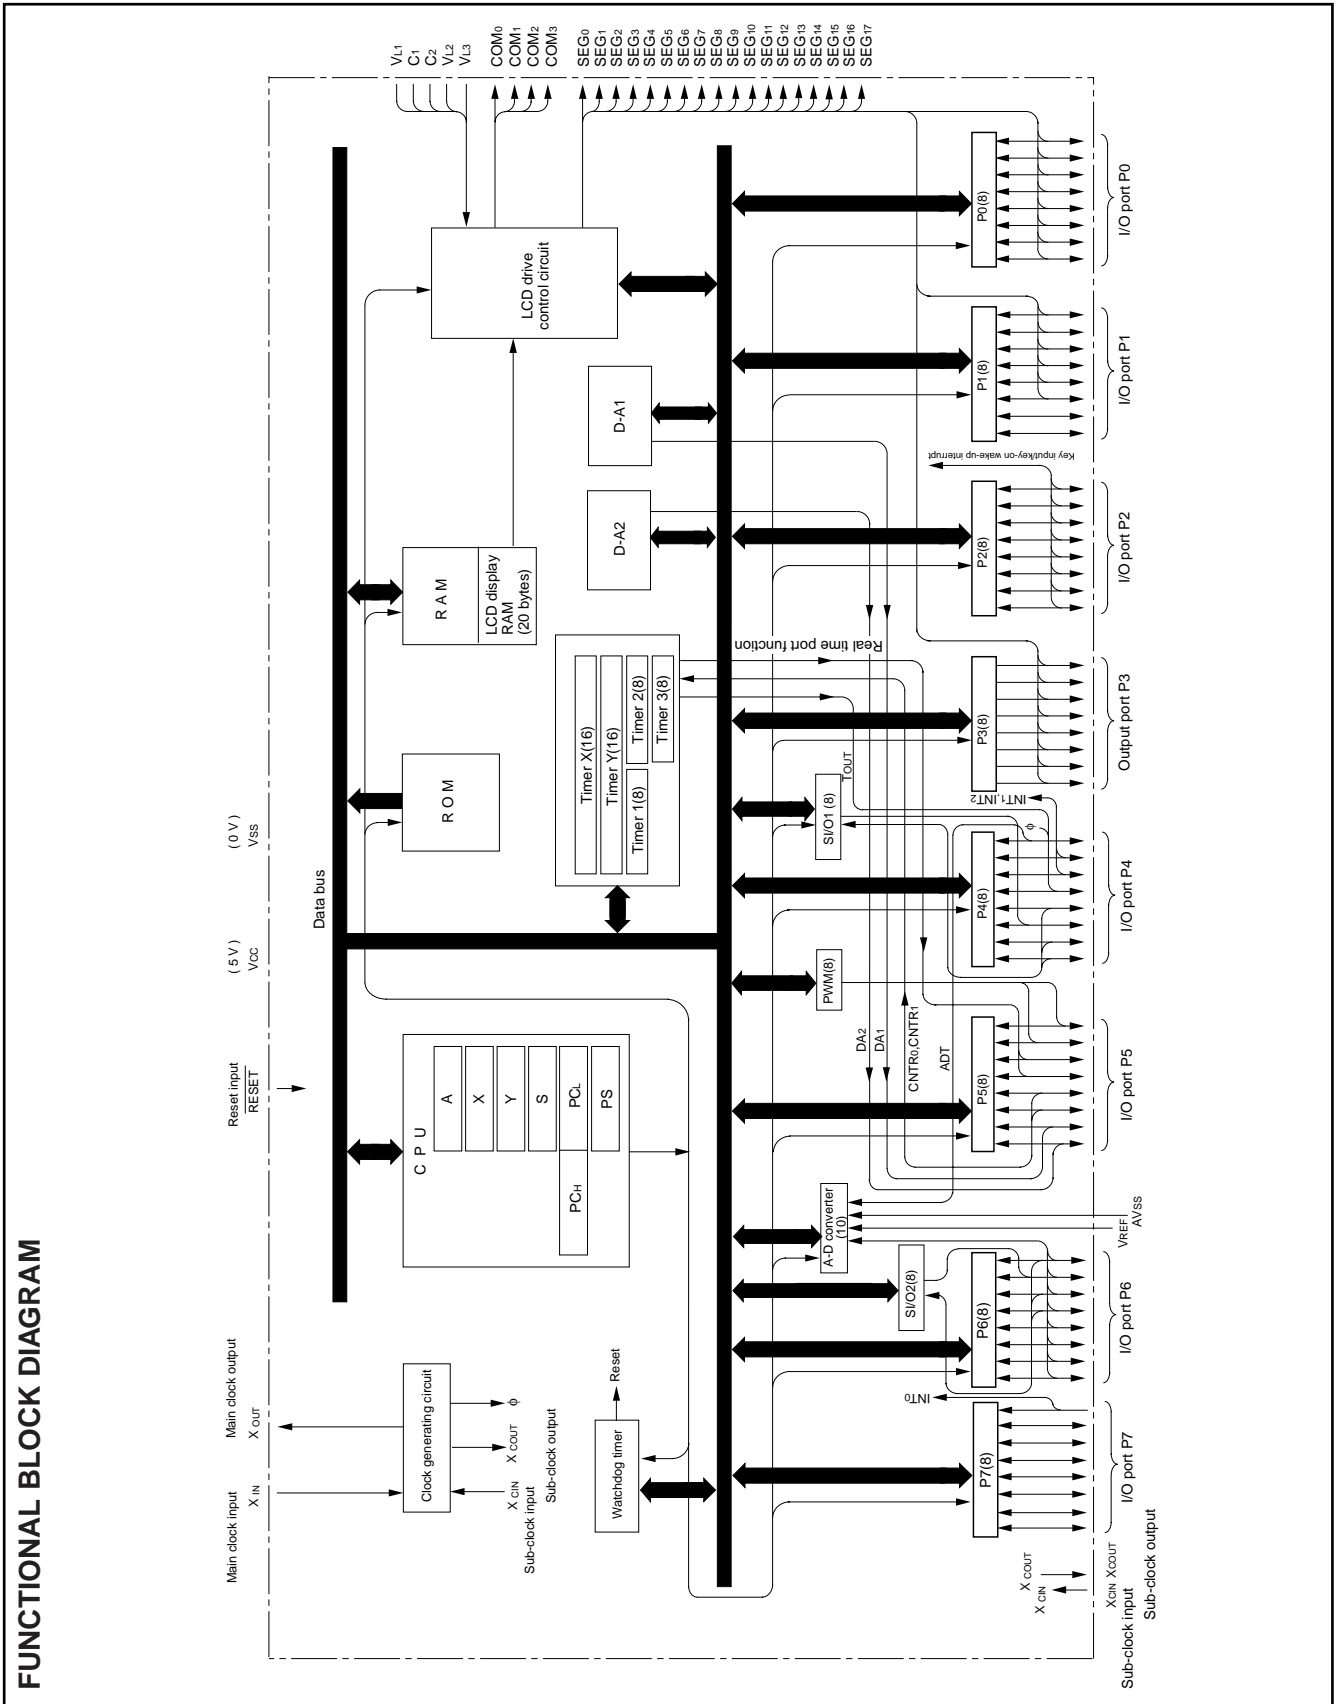 FUNCTIONAL BLOCK DIAGRAM
Main clock input
X IN
Main clock output
X OUT
Reset input
RESET
( 5 V )
VCC
( 0 V )
VSS
Data bus
VL1
C1
C2
VL2
VL3
COM0
COM1
COM2
COM3
SEG0
SEG1
SEG2
SEG3
SEG4
SEG5
SEG6
SEG7
SEG8
SEG9
SEG10
SEG11
SEG12
SEG13
SEG14
SEG15
SEG16
SEG17
Clock generating circuit
X CIN
Sub-clock input
X COUT
Sub-clock output
ϕ
C P U
A
X
Y
S
PCH
PCL
PS
R O M
R A M
LCD display
RAM
(20 bytes)
LCD drive
control circuit
Watchdog timer
Reset
Timer X(16)
Timer Y(16)
Timer 1(8)
Timer 2(8)
Timer 3(8)
D-A2
D-A1
Real time port function
TOUT
SI/O1 (8)
PWM(8)
DA2
DA1
CNTR0,CNTR1
ADT
A-D converter
(10)
SI/O2(8)
INT0
INT1,INT2
ϕ
Key input/key-on wake-up interrupt
P7(8)
P6(8)
P5(8)
P4(8)
P3(8)
P2(8)
P1(8)
P0(8)
X CIN
X COUT
XCIN XCOUT
Sub-clock input
Sub-clock output
VREF
AVSS
I/O port P7
I/O port P6
I/O port P5
I/O port P4
Output port P3
I/O port P2
I/O port P1
I/O port P0